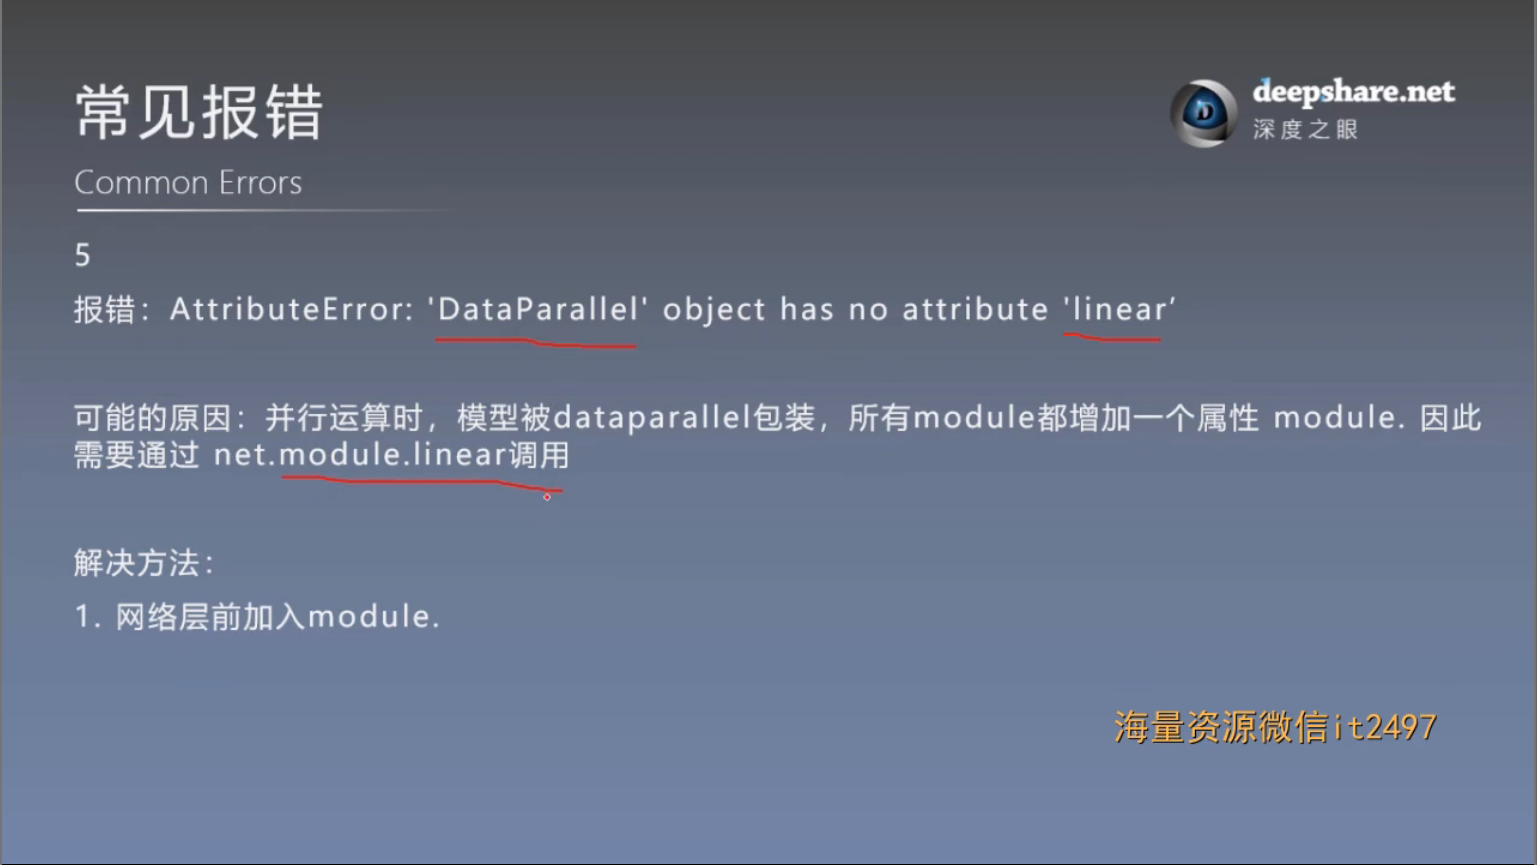 常见报错
deepshare.net
深度之眼
Common Errors
5
报错：AttributeError: 'DataParallel' object has no attribute 'linear’
可能的原因：并行运算时，模型被dataparallel包装，所有module都增加一个属性 module. 因此
需要通过 net.module.linear调用
解决方法：
1. 网络层前加入module.
海量资源微信it2497